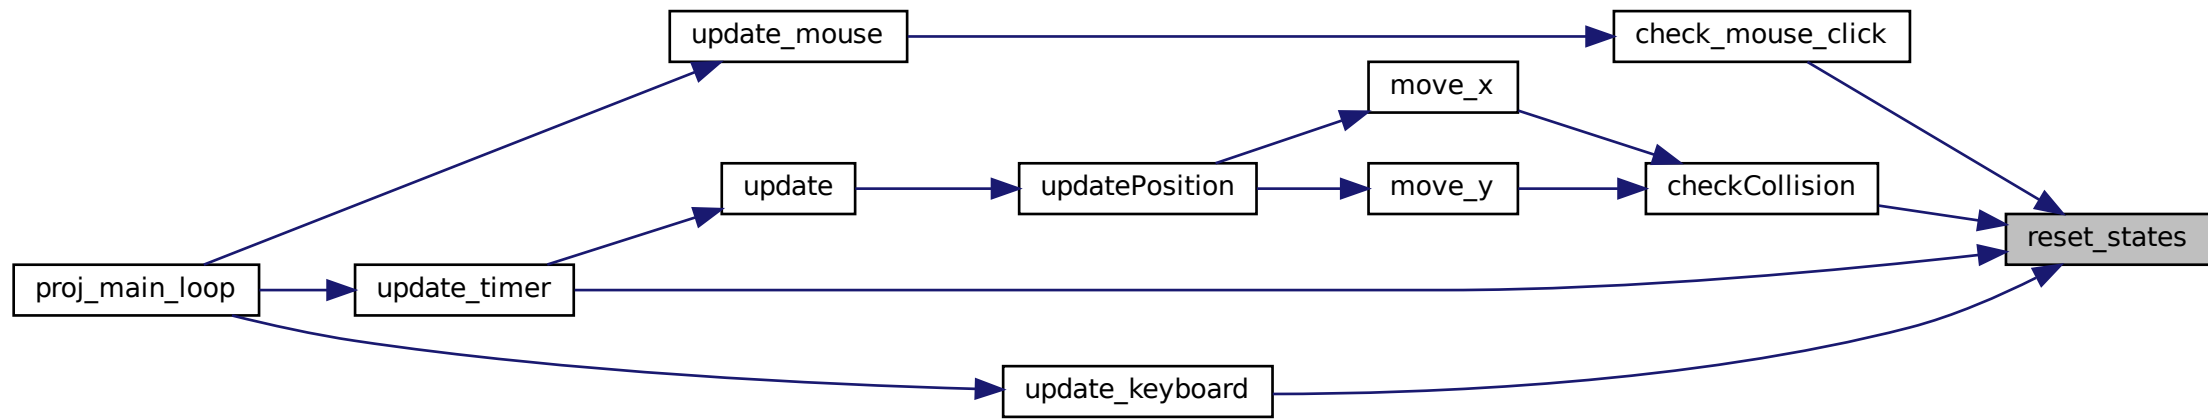 update_mouse
check_mouse_click
move_x
update
updatePosition
move_y
checkCollision
reset_states
proj_main_loop
update_timer
update_keyboard